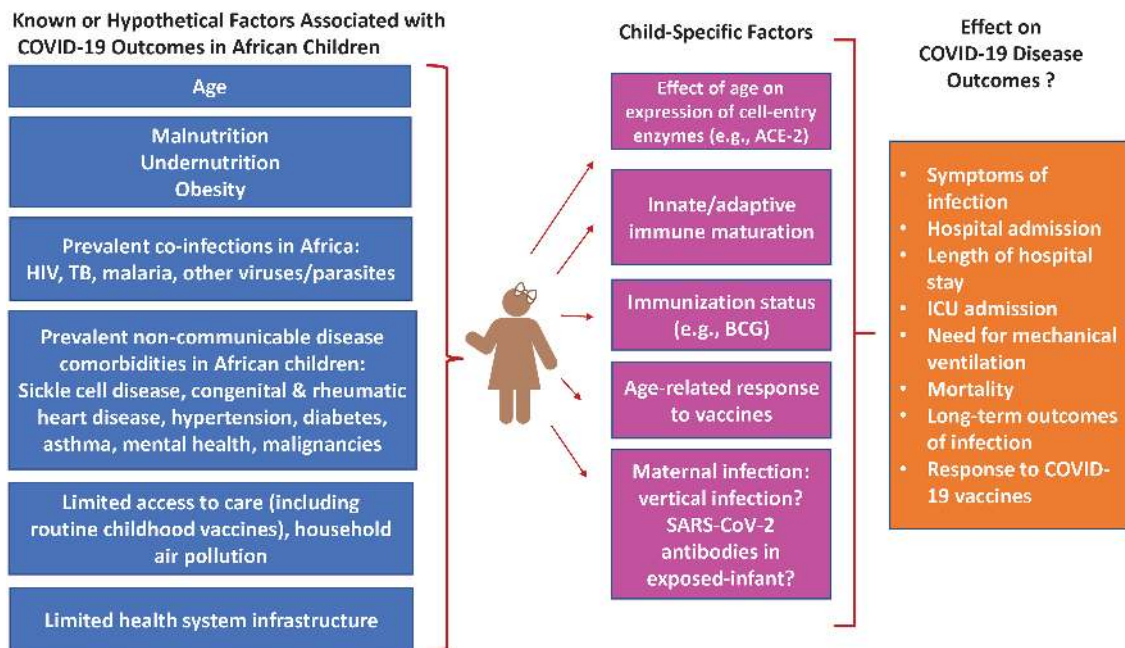 Known or Hypothetical Factors Associated with
COVID-19 Outcomes in African Children
Age
Malnutrition
Undernutrition
Obesity
Prevalent co-infections in Africa:
HIV, TB, malaria, other viruses/parasites
Prevalent non-communicable disease
comorbidities in African children:
Sickle cell disease, congenital & rheumatic
heart disease, hypertension, diabetes,
asthma, mental health, malignancies
Limited access to care (including
routine childhood vaccines), household
air pollution
Limited health system infrastructure
Child-Specific Factors
Effect of age on
expression of cell-entry
enzymes (e.g., ACE-2)
Innate/adaptive
immune maturation
Immunization status
(e.g., BCG)
Age-related response
to vaccines
Maternal infection:
vertical infection?
SARS-CoV-2
antibodies in
exposed-infant?
Effect on
COVID-19 Disease
Outcomes ?
• Symptoms of
infection
• Hospital admission
• Length of hospital
stay
• ICU admission
• Need for mechanical
ventilation
• Mortality
• Long-term outcomes
of infection
• Response to COVID-
19 vaccines